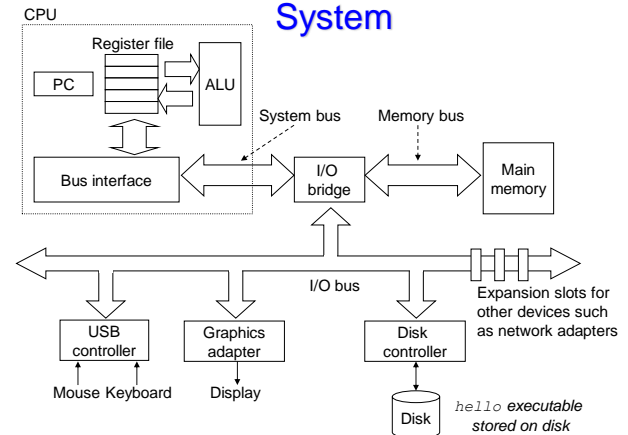 System
CPU
Register file
PC
ALU
System bus
Memory bus
Bus interface
I/O
bridge
Main
memory
I/O bus
Expansion slots for
other devices such
as network adapters
USB
controller
Graphics
adapter
Disk
controller
Mouse Keyboard
Display
Disk
hello executable
stored on disk